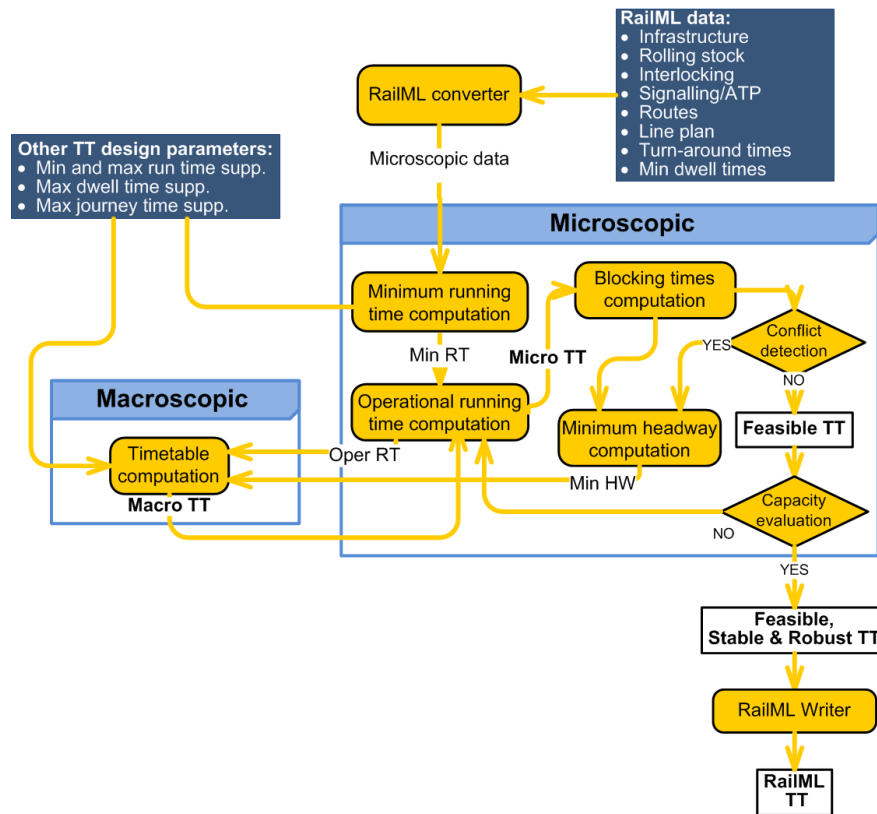 RailML data:
• Infrastructure
• Rolling stock
• Interlocking
• Signalling/ATP
• Routes
• Line plan
• Turn-around times
• Min dwell times
RailML converter
Microscopic data
Other TT design parameters:
• Min and max run time supp.
• Max dwell time supp.
• Max journey time supp.
Microscopic
Minimum running
time computation
Blocking times
computation
Conflict
detection
YES
NO
Min RT
Micro TT
Macroscopic
Operational running
time computation
Minimum headway
computation
Feasible TT
Timetable
computation
Oper RT
Min HW
Macro TT
Capacity
evaluation
NO
YES
Feasible,
Stable & Robust TT
RailML Writer
RailML
TT